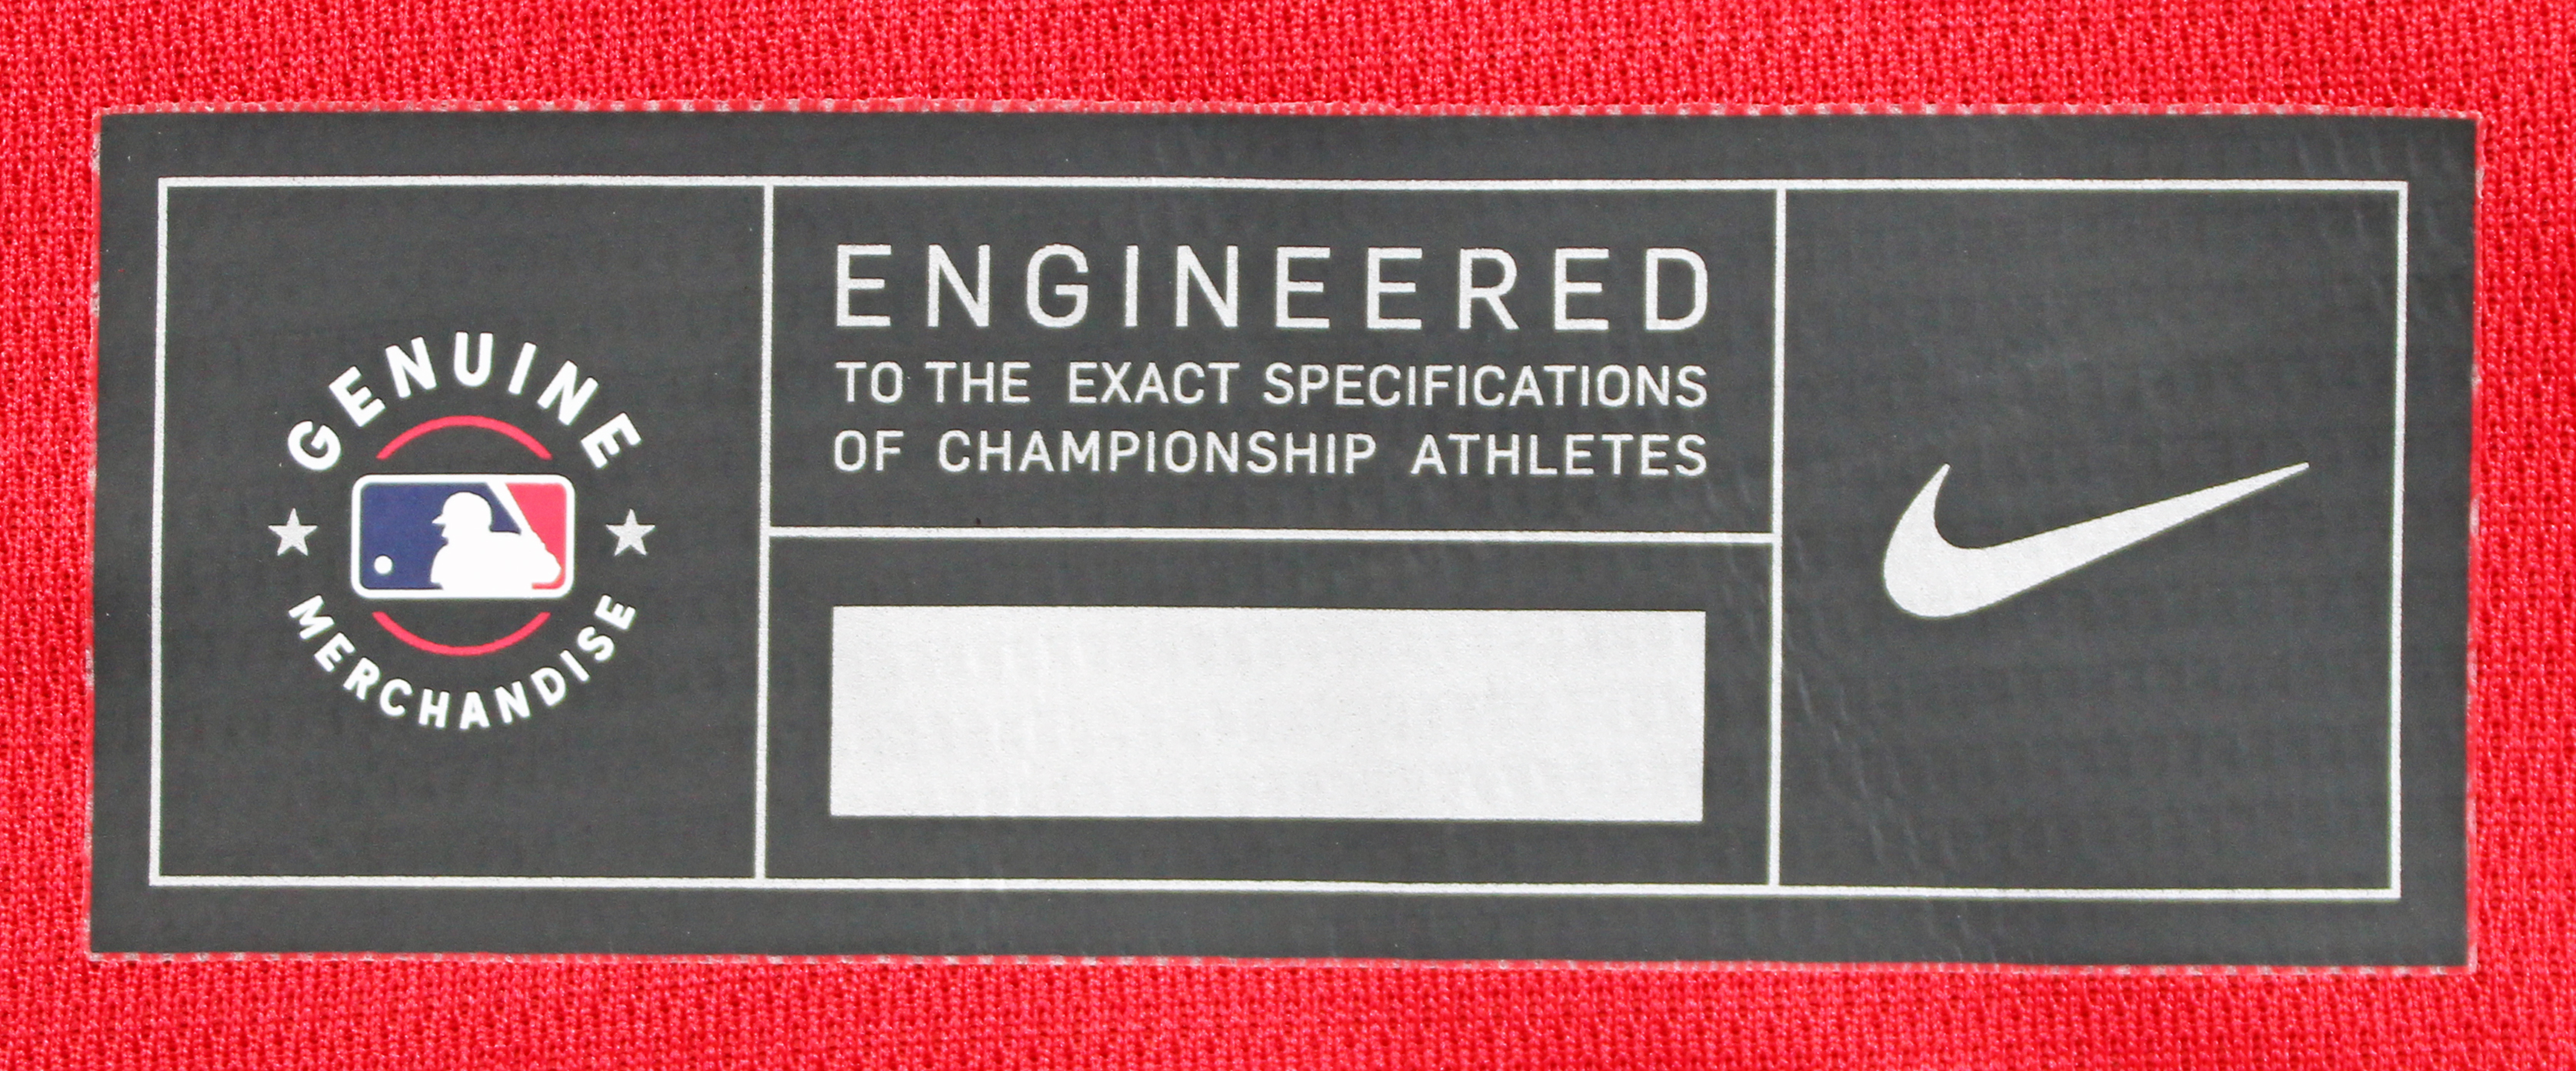 GENUINE
MERCHANDISE
ENGINEERED
TO THE EXACT SPECIFICATIONS
OF CHAMPIONSHIP ATHLETES